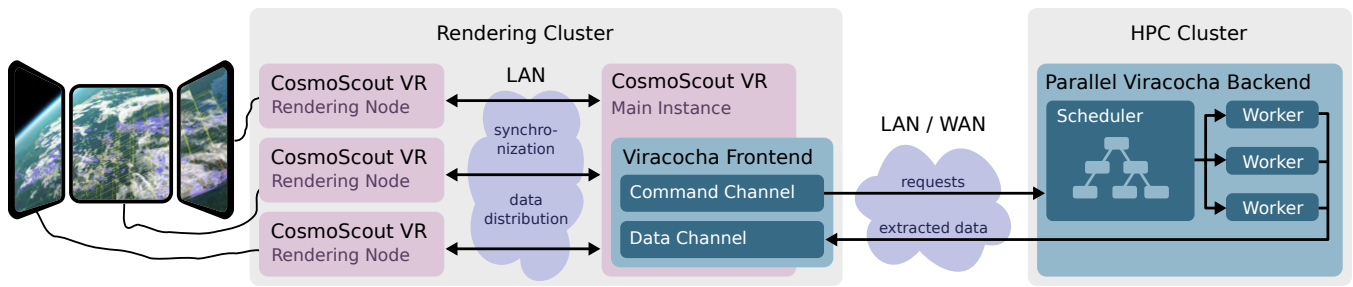 Rendering Cluster
CosmoScout VR
Rendering Node
CosmoScout VR
Rendering Node
CosmoScout VR
Rendering Node
LAN
synchro-
nization
data
distribution
CosmoScout VR
Main Instance
Viracocha Frontend
Command Channel
Data Channel
LAN / WAN
requests
extracted data
HPC Cluster
Parallel Viracocha Backend
Scheduler
Worker
Worker
Worker